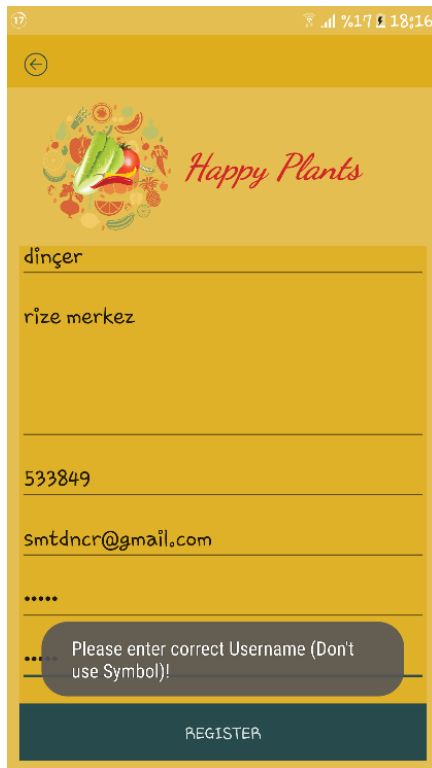 17 %17 18:16
Happy Plants
dinçer
rize merkez
533849
smtdncr@gmail.com
•••••
Please enter correct Username (Don't
use Symbol)!
REGISTER